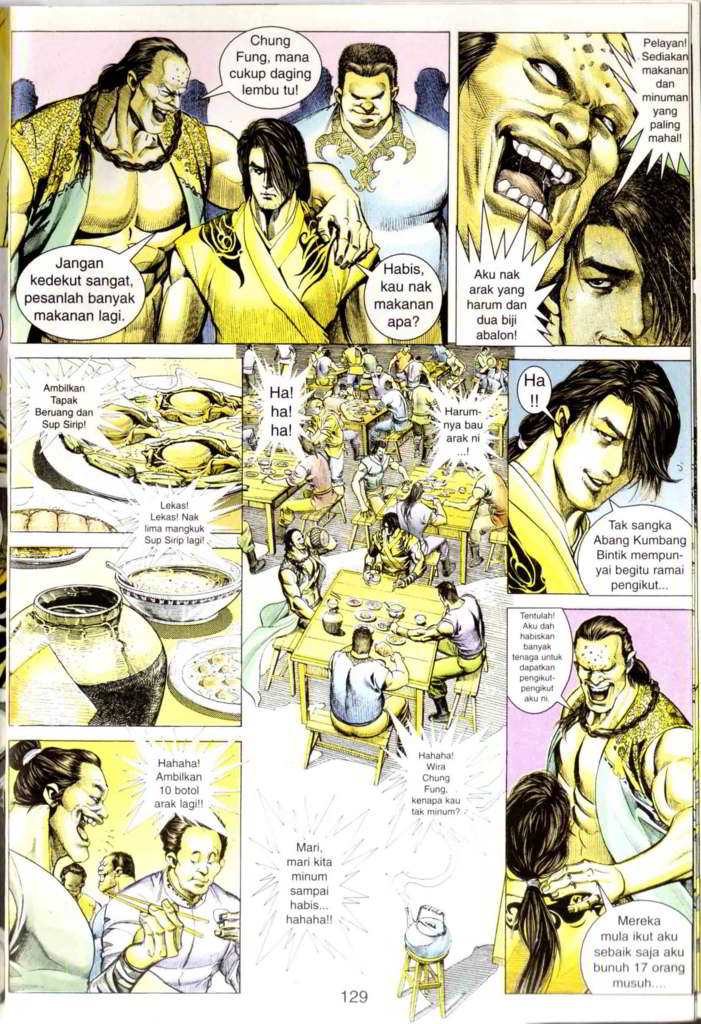 Chung
Fung, mana
cukup daging
lembu tu!
Jangan
kedekut sangat,
pesanlah banyak
makanan lagi.
Habis,
kau nak
makanan
apa?
Pelayan!
Sediakan
makanan
dan
minuman
yang
paling
mahal!
Aku nak
arak yang
harum dan
dua biji
abalon!
Ambilkan
Tapak
Beruang dan
Sup Sirip!
Lekas!
Lekas! Nak
lima mangkuk
Sup Sirip lagi!
Ha!
ha!
ha!
Harum-
nya bau
arak ni
...!
Ha
!!
Tak sangka
Abang Kumbang
Bintik mempun-
yai begitu ramai
pengikut...
Tentulah!
Aku dah
habiskan
banyak
tenaga untuk
dapatkan
pengikut-
pengikut
aku ni.
Hahaha!
Ambilkan
10 botol
arak lagi!!
Mari,
mari kita
minum
sampai
habis...
hahaha!!
Hahaha!
Wira
Chung
Fung,
kenapa kau
tak minum?
Mereka
mula ikut aku
sebaik saja aku
bunuh 17 orang
musuh....
129